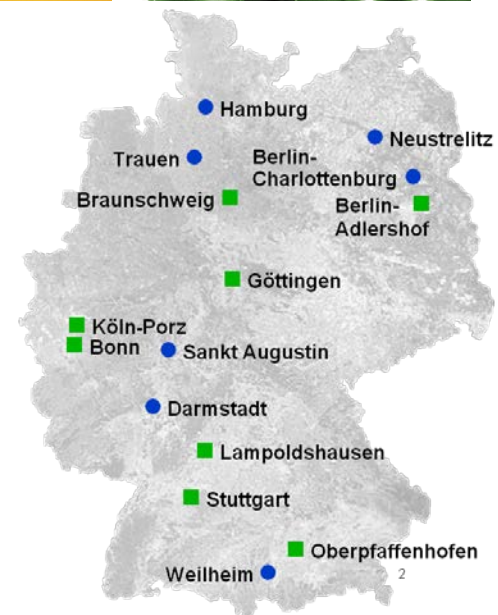 Hamburg
Neustrelitz
Trauen
Berlin-
Charlottenburg
Braunschweig
Berlin-
Adlershof
Göttingen
Köln-Porz
Bonn
Sankt Augustin
Darmstadt
Lampoldshausen
Stuttgart
Oberpfaffenhofen
Weilheim
2